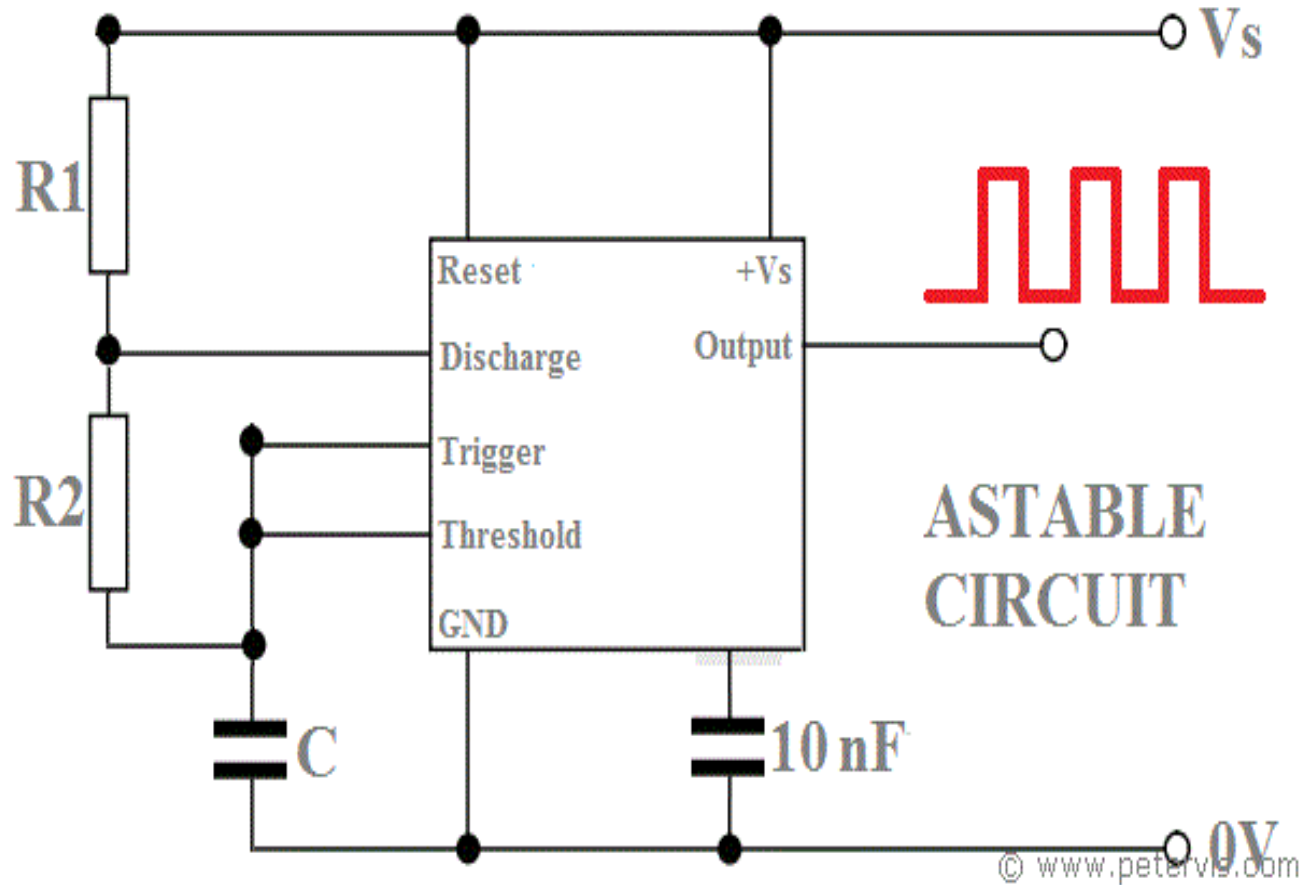 Vs
R1
Reset
+Vs
Discharge
Output
Trigger
R2
Threshold
ASTABLE
CIRCUIT
GND
C
10 nF
0V
© www.petervis.com